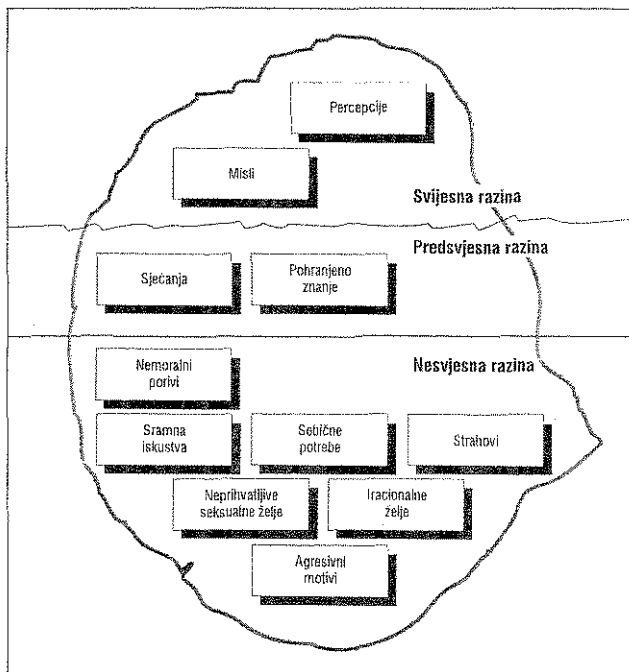 Percepcije
Misli
Svijesna razina
Predsvjesna razina
Sjećanja
Pohranjeno
znanje
Nesvjesna razina
Nemoralni
porivi
Sramna
iskustva
Sebične
potrebe
Strahovi
Neprihvatljive
seksualne želje
Iracionalne
želje
Agresivni
motivi